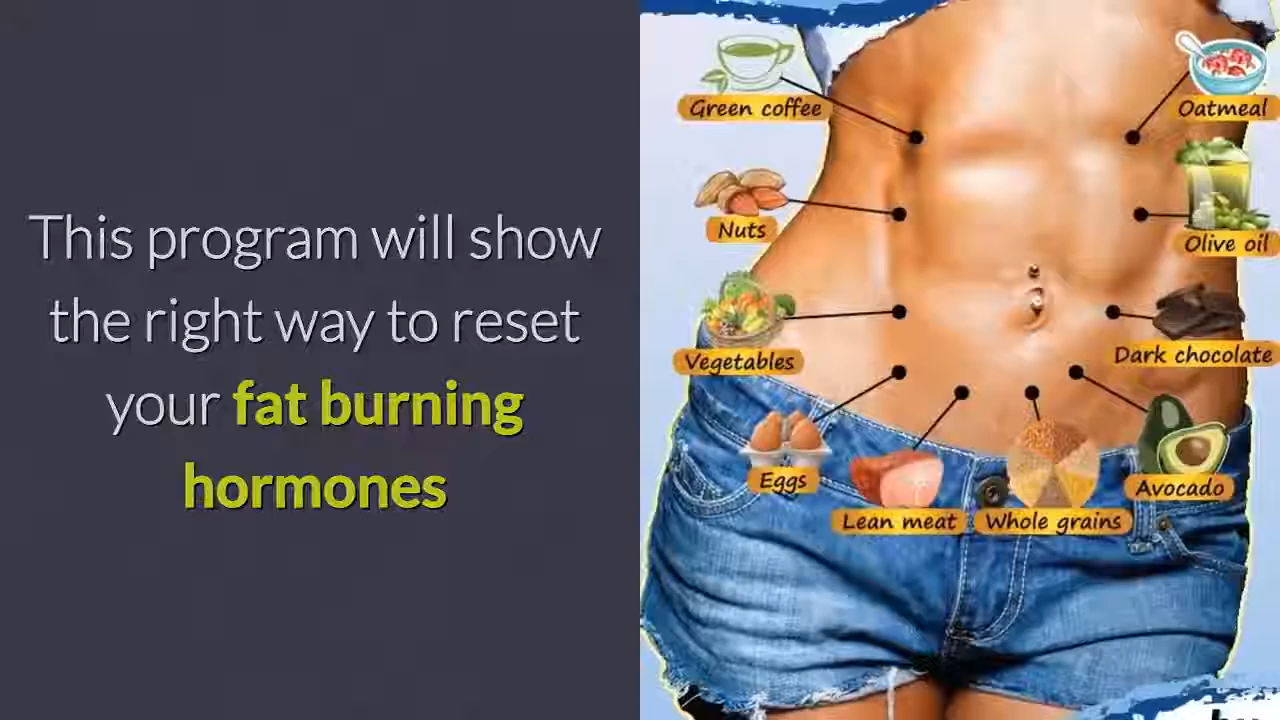 This program will show
the right way to reset
your fat burning
hormones
Green coffee
Oatmeal
Nuts
Olive oil
Vegetables
Dark chocolate
Eggs
Avocado
Lean meat
Whole grains